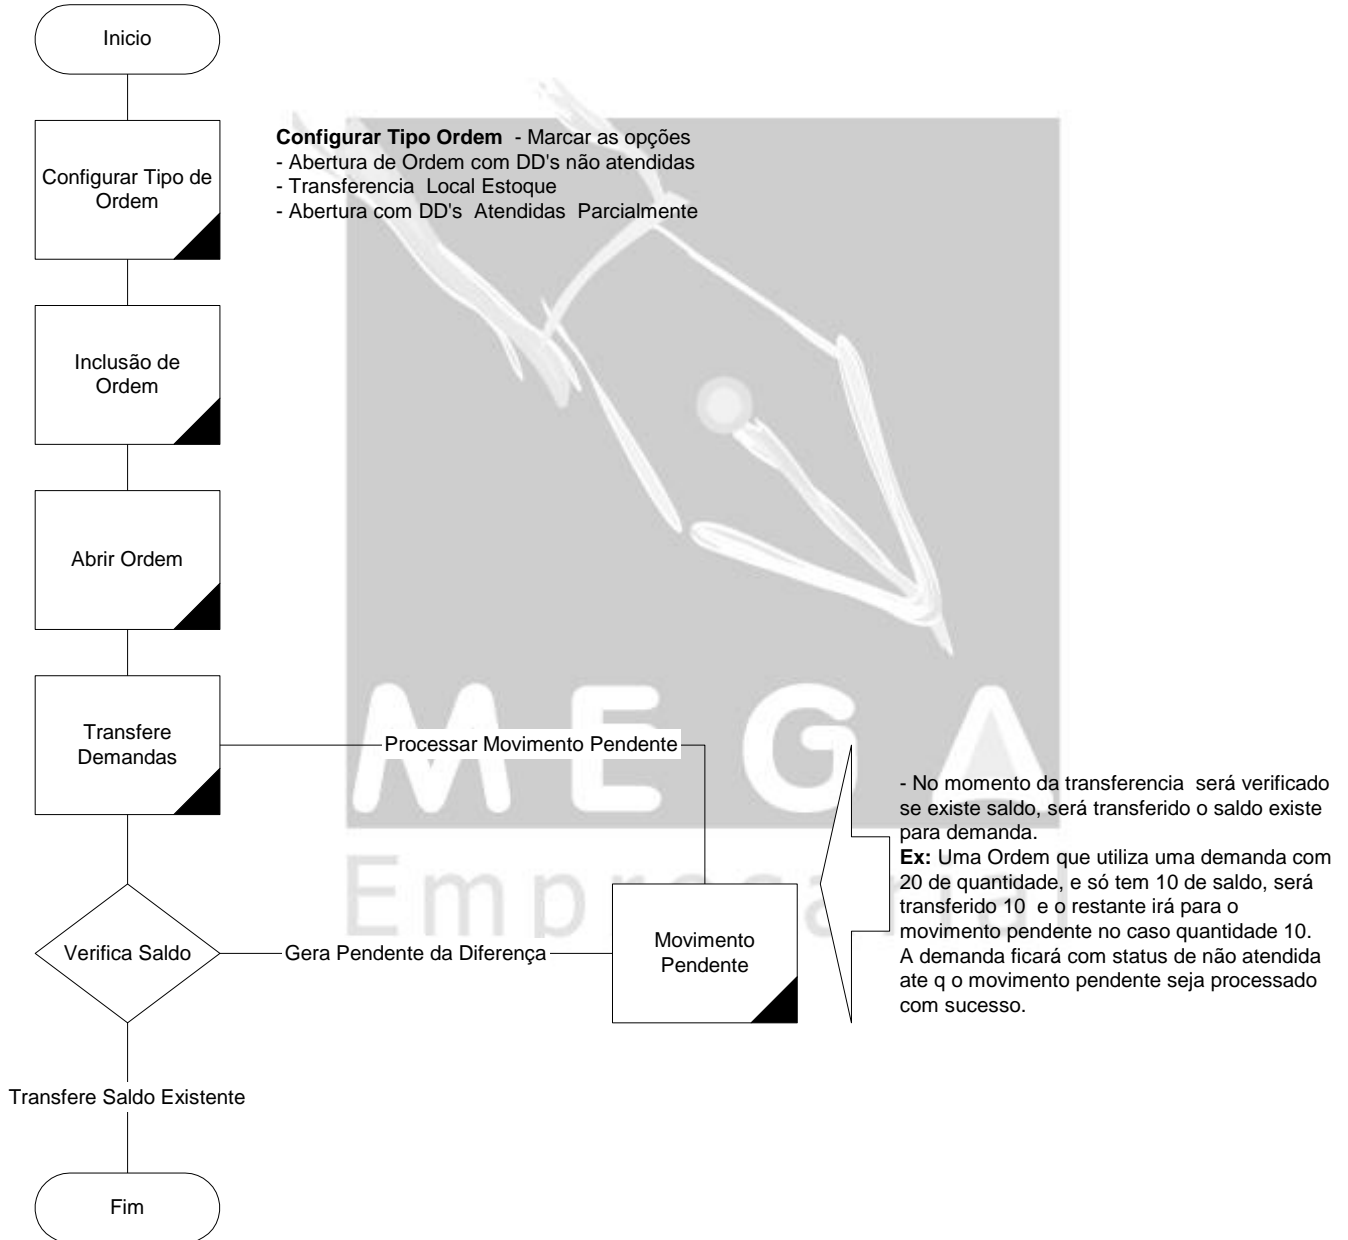 Inicio
Configurar Tipo de
Ordem
Configurar Tipo Ordem - Marcar as opções
- Abertura de Ordem com DD's não atendidas
- Transferencia Local Estoque
- Abertura com DD's Atendidas Parcialmente
Inclusão de
Ordem
Abrir Ordem
MEGA
Empresarial
Transfere
Demandas
Processar Movimento Pendente
- No momento da transferencia será verificado
se existe saldo, será transferido o saldo existe
para demanda.
Ex: Uma Ordem que utiliza uma demanda com
20 de quantidade, e só tem 10 de saldo, será
transferido 10 e o restante irá para o
movimento pendente no caso quantidade 10.
A demanda ficará com status de não atendida
ate q o movimento pendente seja processado
com sucesso.
Verifica Saldo
Gera Pendente da Diferença
Movimento
Pendente
Transfere Saldo Existente
Fim